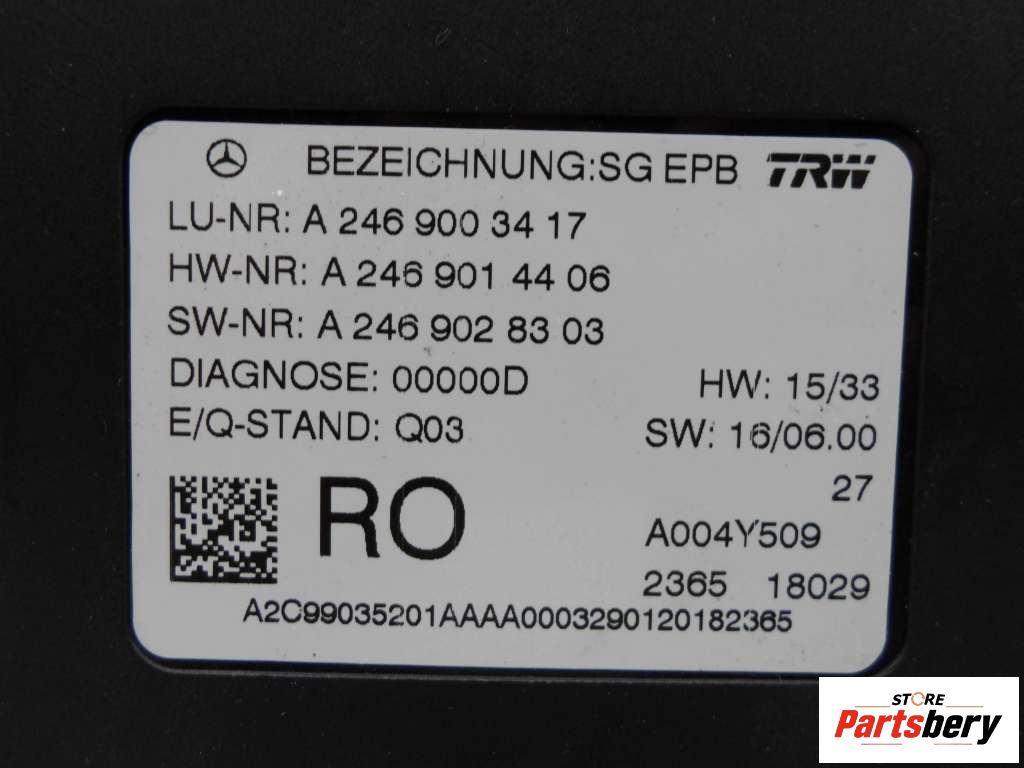 BEZEICHNUNG:SG EPB TRW
LU-NR: A 246 900 34 17
HW-NR: A 246 901 44 06
SW-NR: A 246 902 83 03
DIAGNOSE: 00000D HW: 15/33
E/Q-STAND: Q03 SW: 16/06.00
27
RO
A004Y509
2365 18029
A2C99035201AAAA0003290120182365
STORE
Partsbery